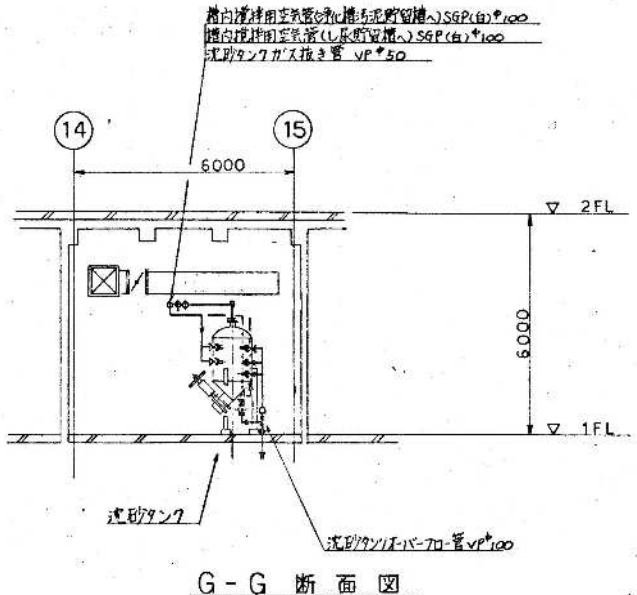 槽内撹拌用空気管(浄化槽汚泥貯留槽へ)SGP(白)φ100
槽内撹拌用空気管(し尿貯留槽へ)SGP(白)φ100
沈砂タンクガス抜き管 VPφ50
14
15
6000
▽ 2FL
6000
▽ 1FL
沈砂タンク
沈砂タンクオーバーフロー管VPφ100
G-G 断面図